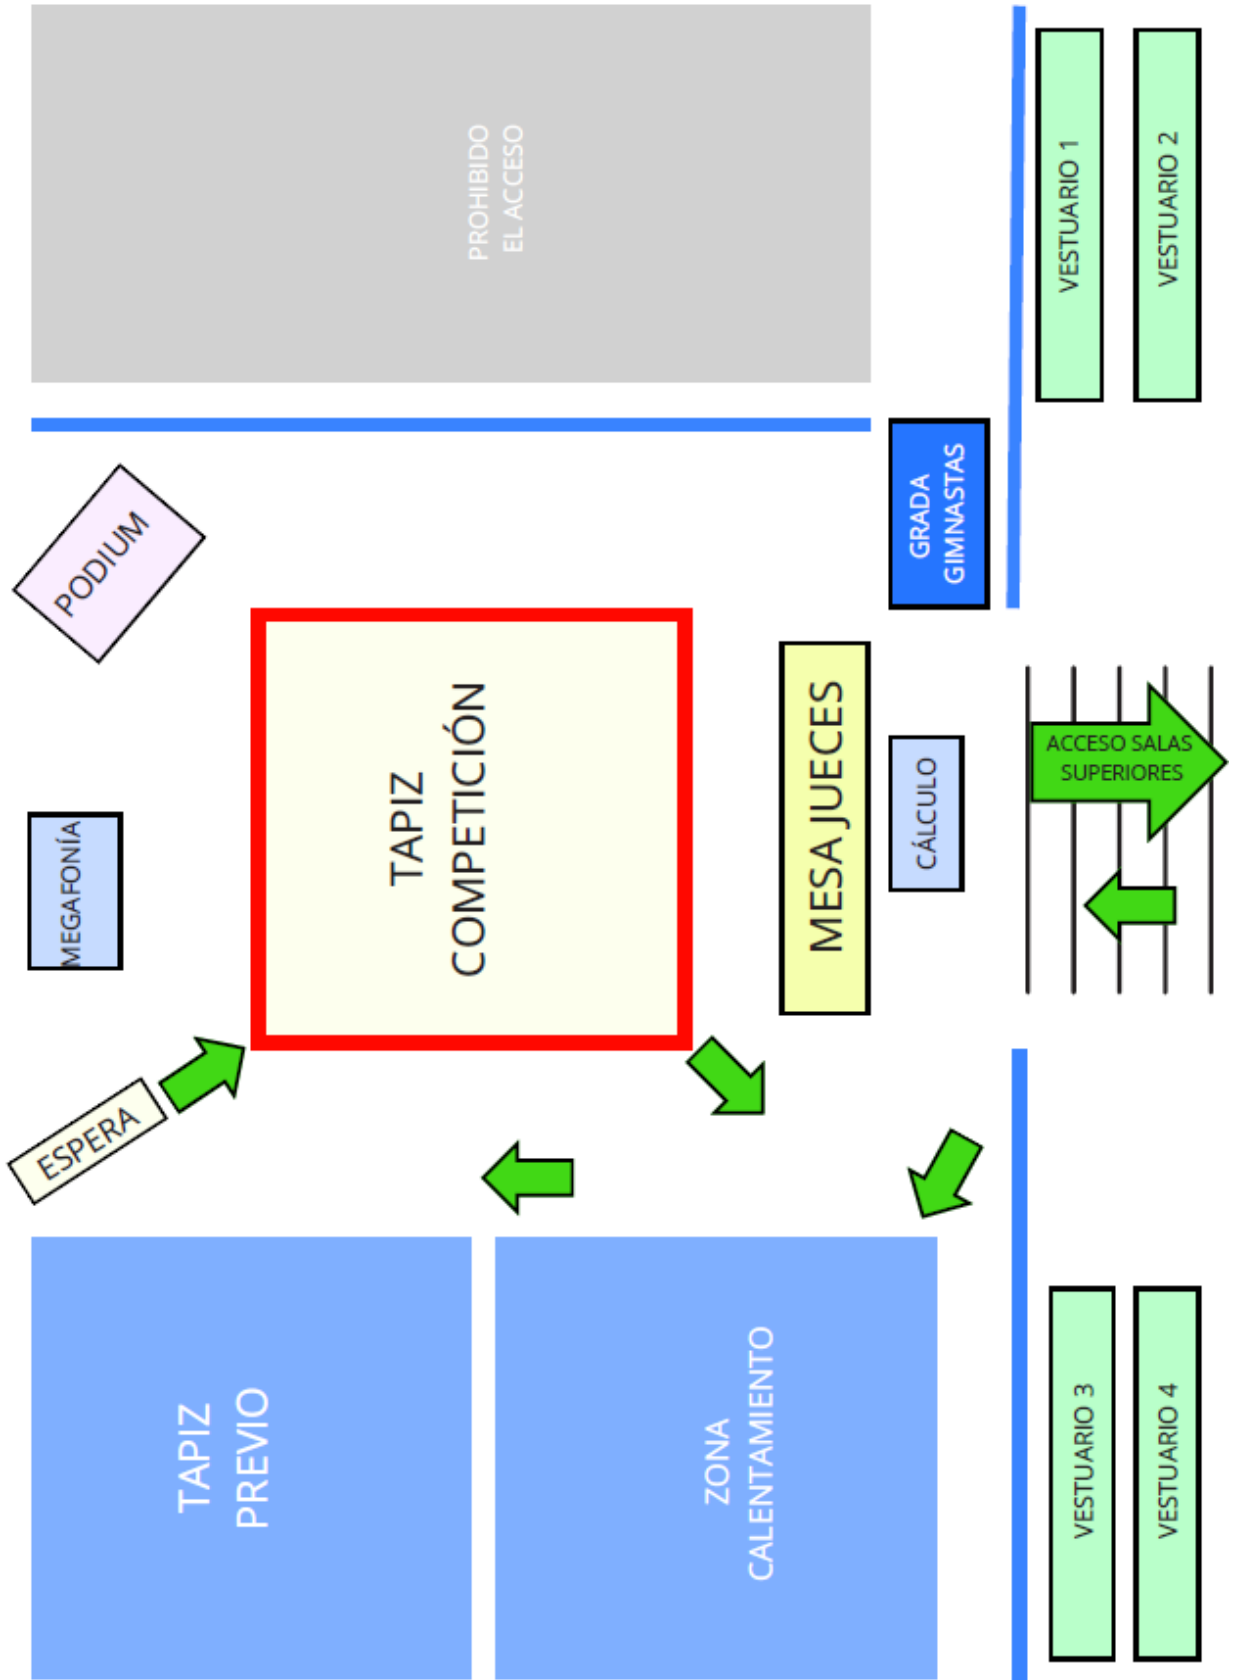 PROHIBIDO
EL ACCESO
VESTUARIO 1
VESTUARIO 2
PODIUM
GRADA
GIMNASTAS
TAPIZ
COMPETICIÓN
MESA JUECES
CÁLCULO
ACCESO SALAS
SUPERIORES
MEGAFONÍA
ESPERA
TAPIZ
PREVIO
ZONA
CALENTAMIENTO
VESTUARIO 3
VESTUARIO 4